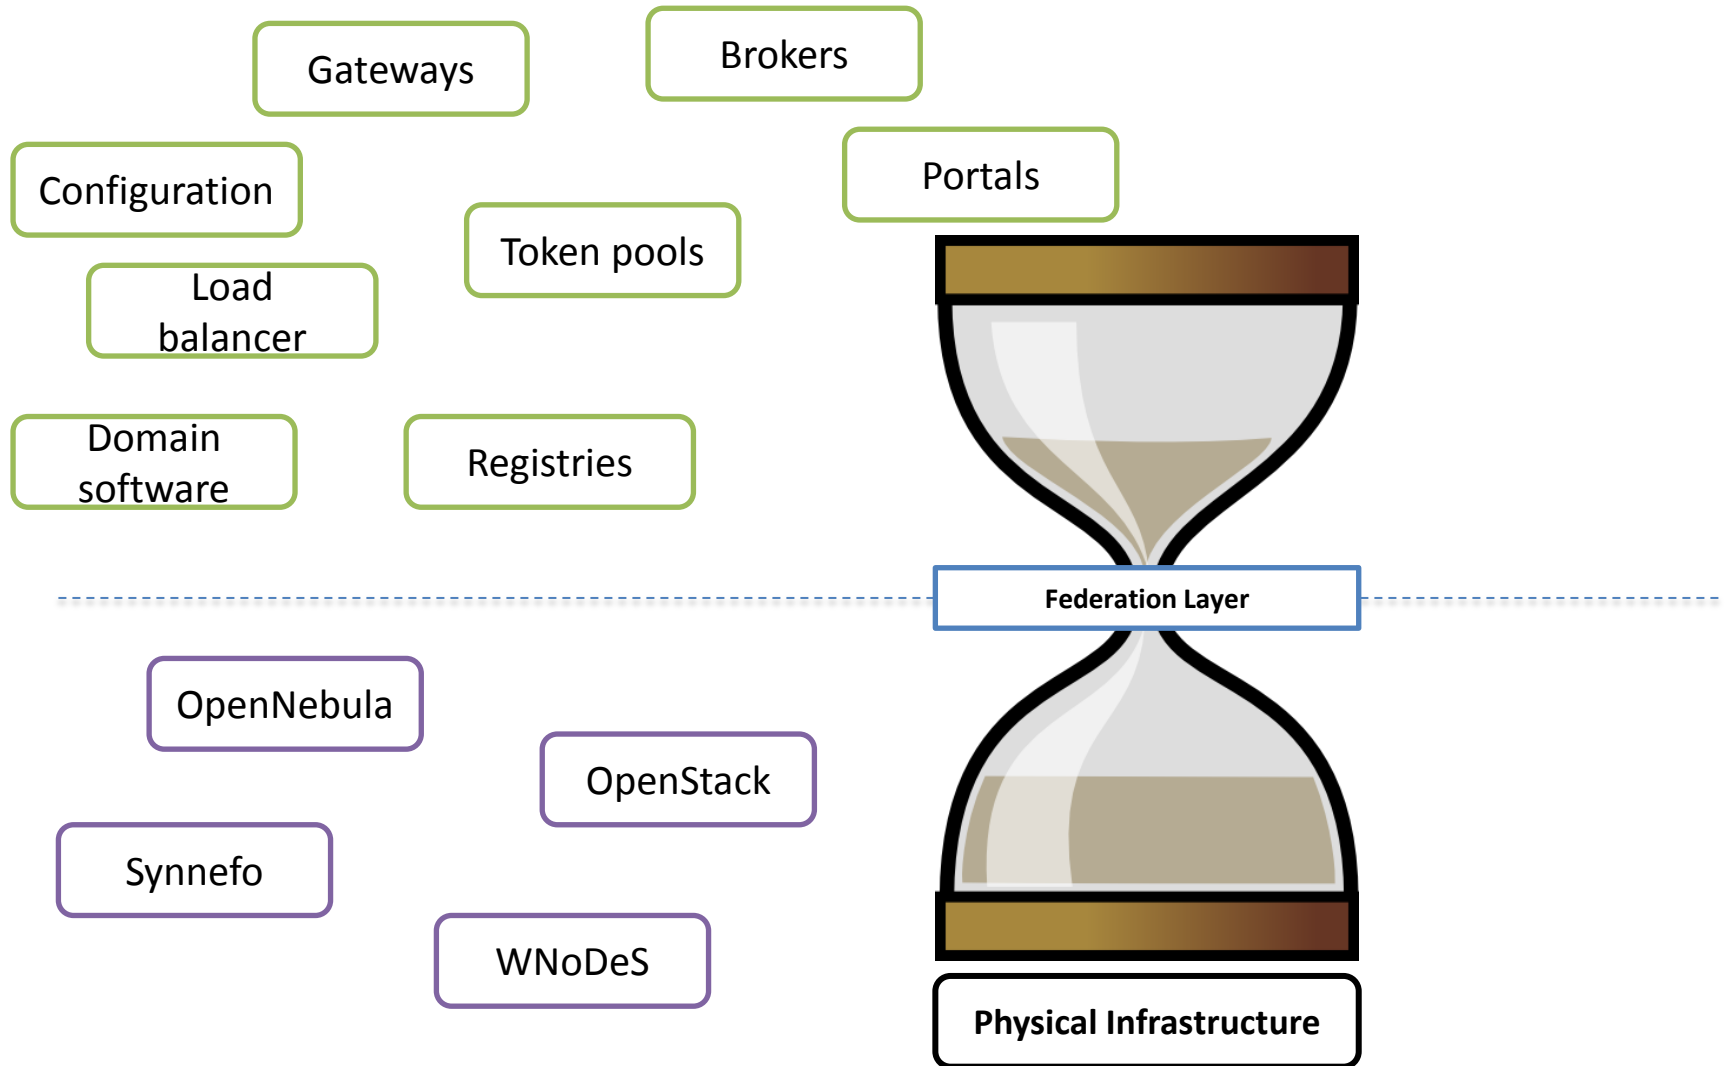 Brokers
Gateways
Portals
Configuration
Token pools
Load
balancer
Domain
software
Registries
Federation Layer
OpenNebula
OpenStack
Synnefo
WNoDeS
Physical Infrastructure